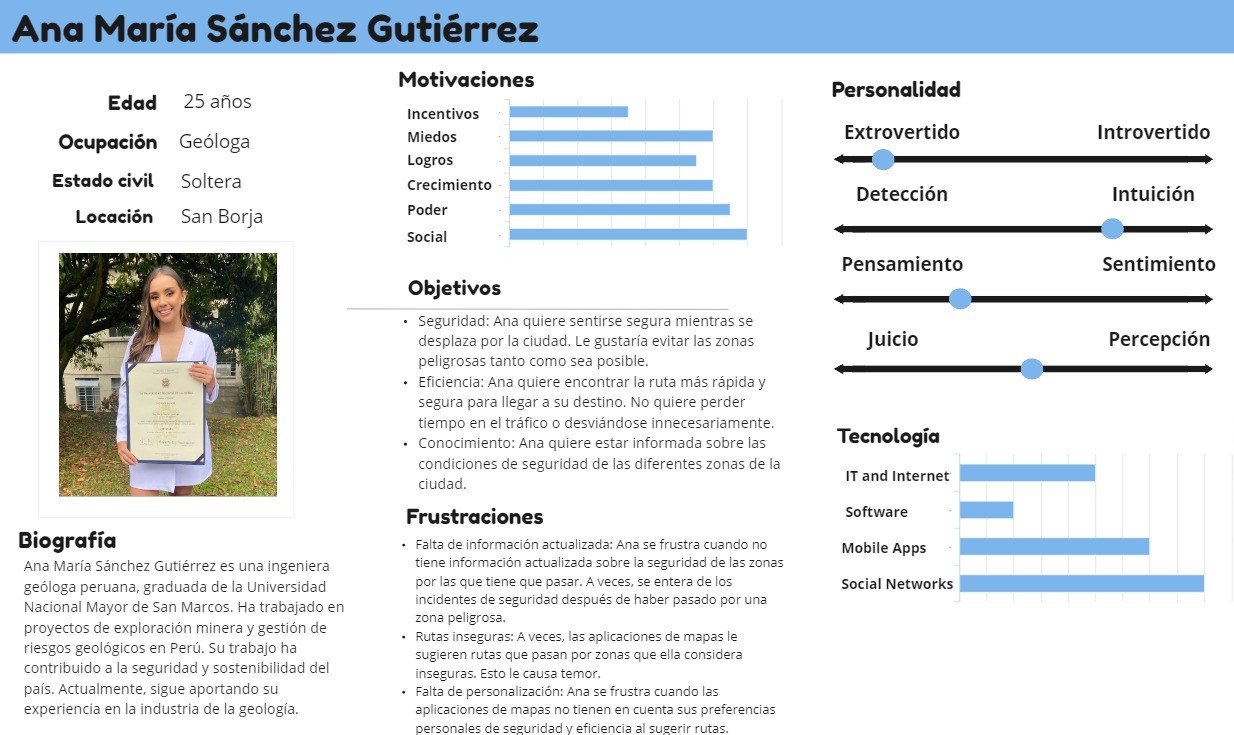 Ana María Sánchez Gutiérrez
Edad 25 años
Ocupación Geóloga
Estado civil Soltera
Locación San Borja
Biografía
Ana María Sánchez Gutiérrez es una ingeniera
geóloga peruana, graduada de la Universidad
Nacional Mayor de San Marcos. Ha trabajado en
proyectos de exploración minera y gestión de
riesgos geológicos en Perú. Su trabajo ha
contribuido a la seguridad y sostenibilidad del
país. Actualmente, sigue aportando su
experiencia en la industria de la geología.
Motivaciones
Incentivos
Miedos
Logros
Crecimiento
Poder
Social
Objetivos
• Seguridad: Ana quiere sentirse segura mientras se
desplaza por la ciudad. Le gustaría evitar las zonas
peligrosas tanto como sea posible.
• Eficiencia: Ana quiere encontrar la ruta más rápida y
segura para llegar a su destino. No quiere perder
tiempo en el tráfico o desviándose innecesariamente.
• Conocimiento: Ana quiere estar informada sobre las
condiciones de seguridad de las diferentes zonas de la
ciudad.
Frustraciones
• Falta de información actualizada: Ana se frustra cuando no
tiene información actualizada sobre la seguridad de las zonas
por las que tiene que pasar. A veces, se entera de los
incidentes de seguridad después de haber pasado por una
zona peligrosa.
• Rutas inseguras: A veces, las aplicaciones de mapas le
sugieren rutas que pasan por zonas que ella considera
inseguras. Esto le causa temor.
• Falta de personalización: Ana se frustra cuando las
aplicaciones de mapas no tienen en cuenta sus preferencias
personales de seguridad y eficiencia al sugerir rutas.
Personalidad
Extrovertido Introvertido
Detección Intuición
Pensamiento Sentimiento
Juicio Percepción
Tecnología
IT and Internet
Software
Mobile Apps
Social Networks